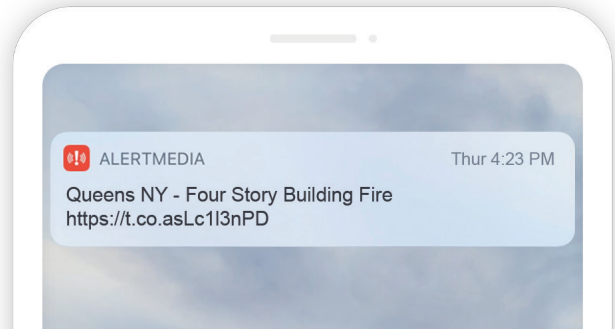 ALERTMEDIA
Thur 4:23 PM
Queens NY - Four Story Building Fire
https://t.co.asLc1l3nPD